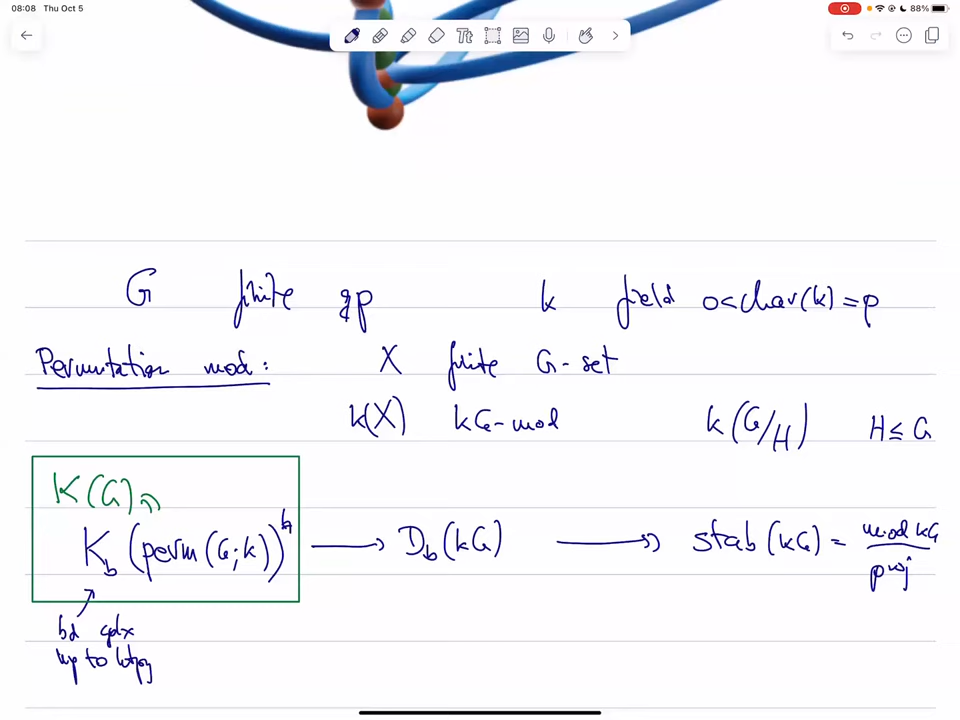 08:08 Thu Oct 5
88%
Tt
G finite gp k field 0<char(k)=p
Permutation mod: X finite G-set
k(X) kG-mod k(G/H) H≤G
K(G)
K_b(perm(G;k))^♮ → D_b(kG) ↠ stab(kG) = mod kG / proj
bd cplx
up to htpy